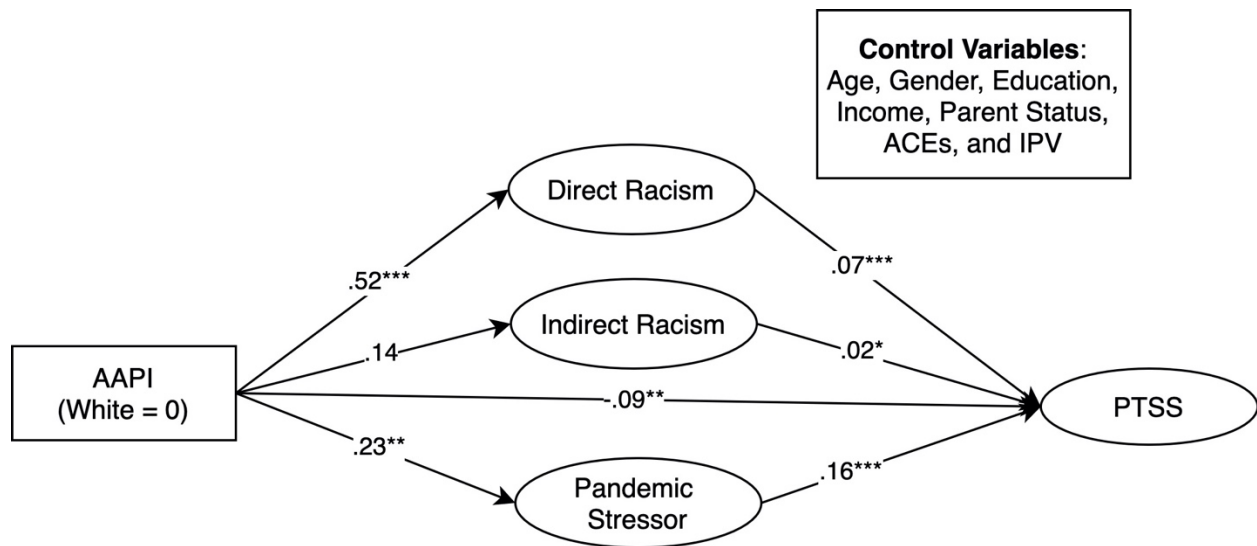 Control Variables:
Age, Gender, Education,
Income, Parent Status,
ACEs, and IPV
Direct Racism
.52***
.07***
Indirect Racism
.14
.02*
AAPI
(White = 0)
-.09**
PTSS
.23**
.16***
Pandemic
Stressor